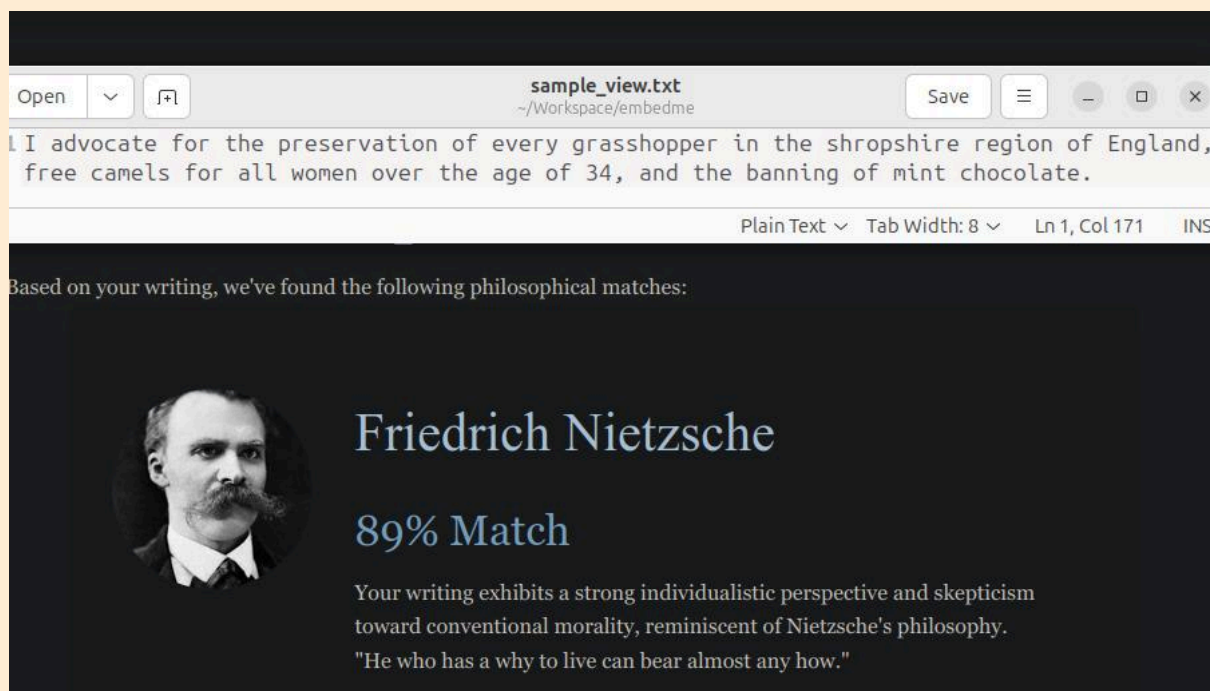 Open
sample_view.txt
~/Workspace/embedme
Save
1 I advocate for the preservation of every grasshopper in the shropshire region of England,
free camels for all women over the age of 34, and the banning of mint chocolate.
Plain Text Tab Width: 8 Ln 1, Col 171 INS
Based on your writing, we've found the following philosophical matches:
Friedrich Nietzsche
89% Match
Your writing exhibits a strong individualistic perspective and skepticism
toward conventional morality, reminiscent of Nietzsche's philosophy.
"He who has a why to live can bear almost any how."